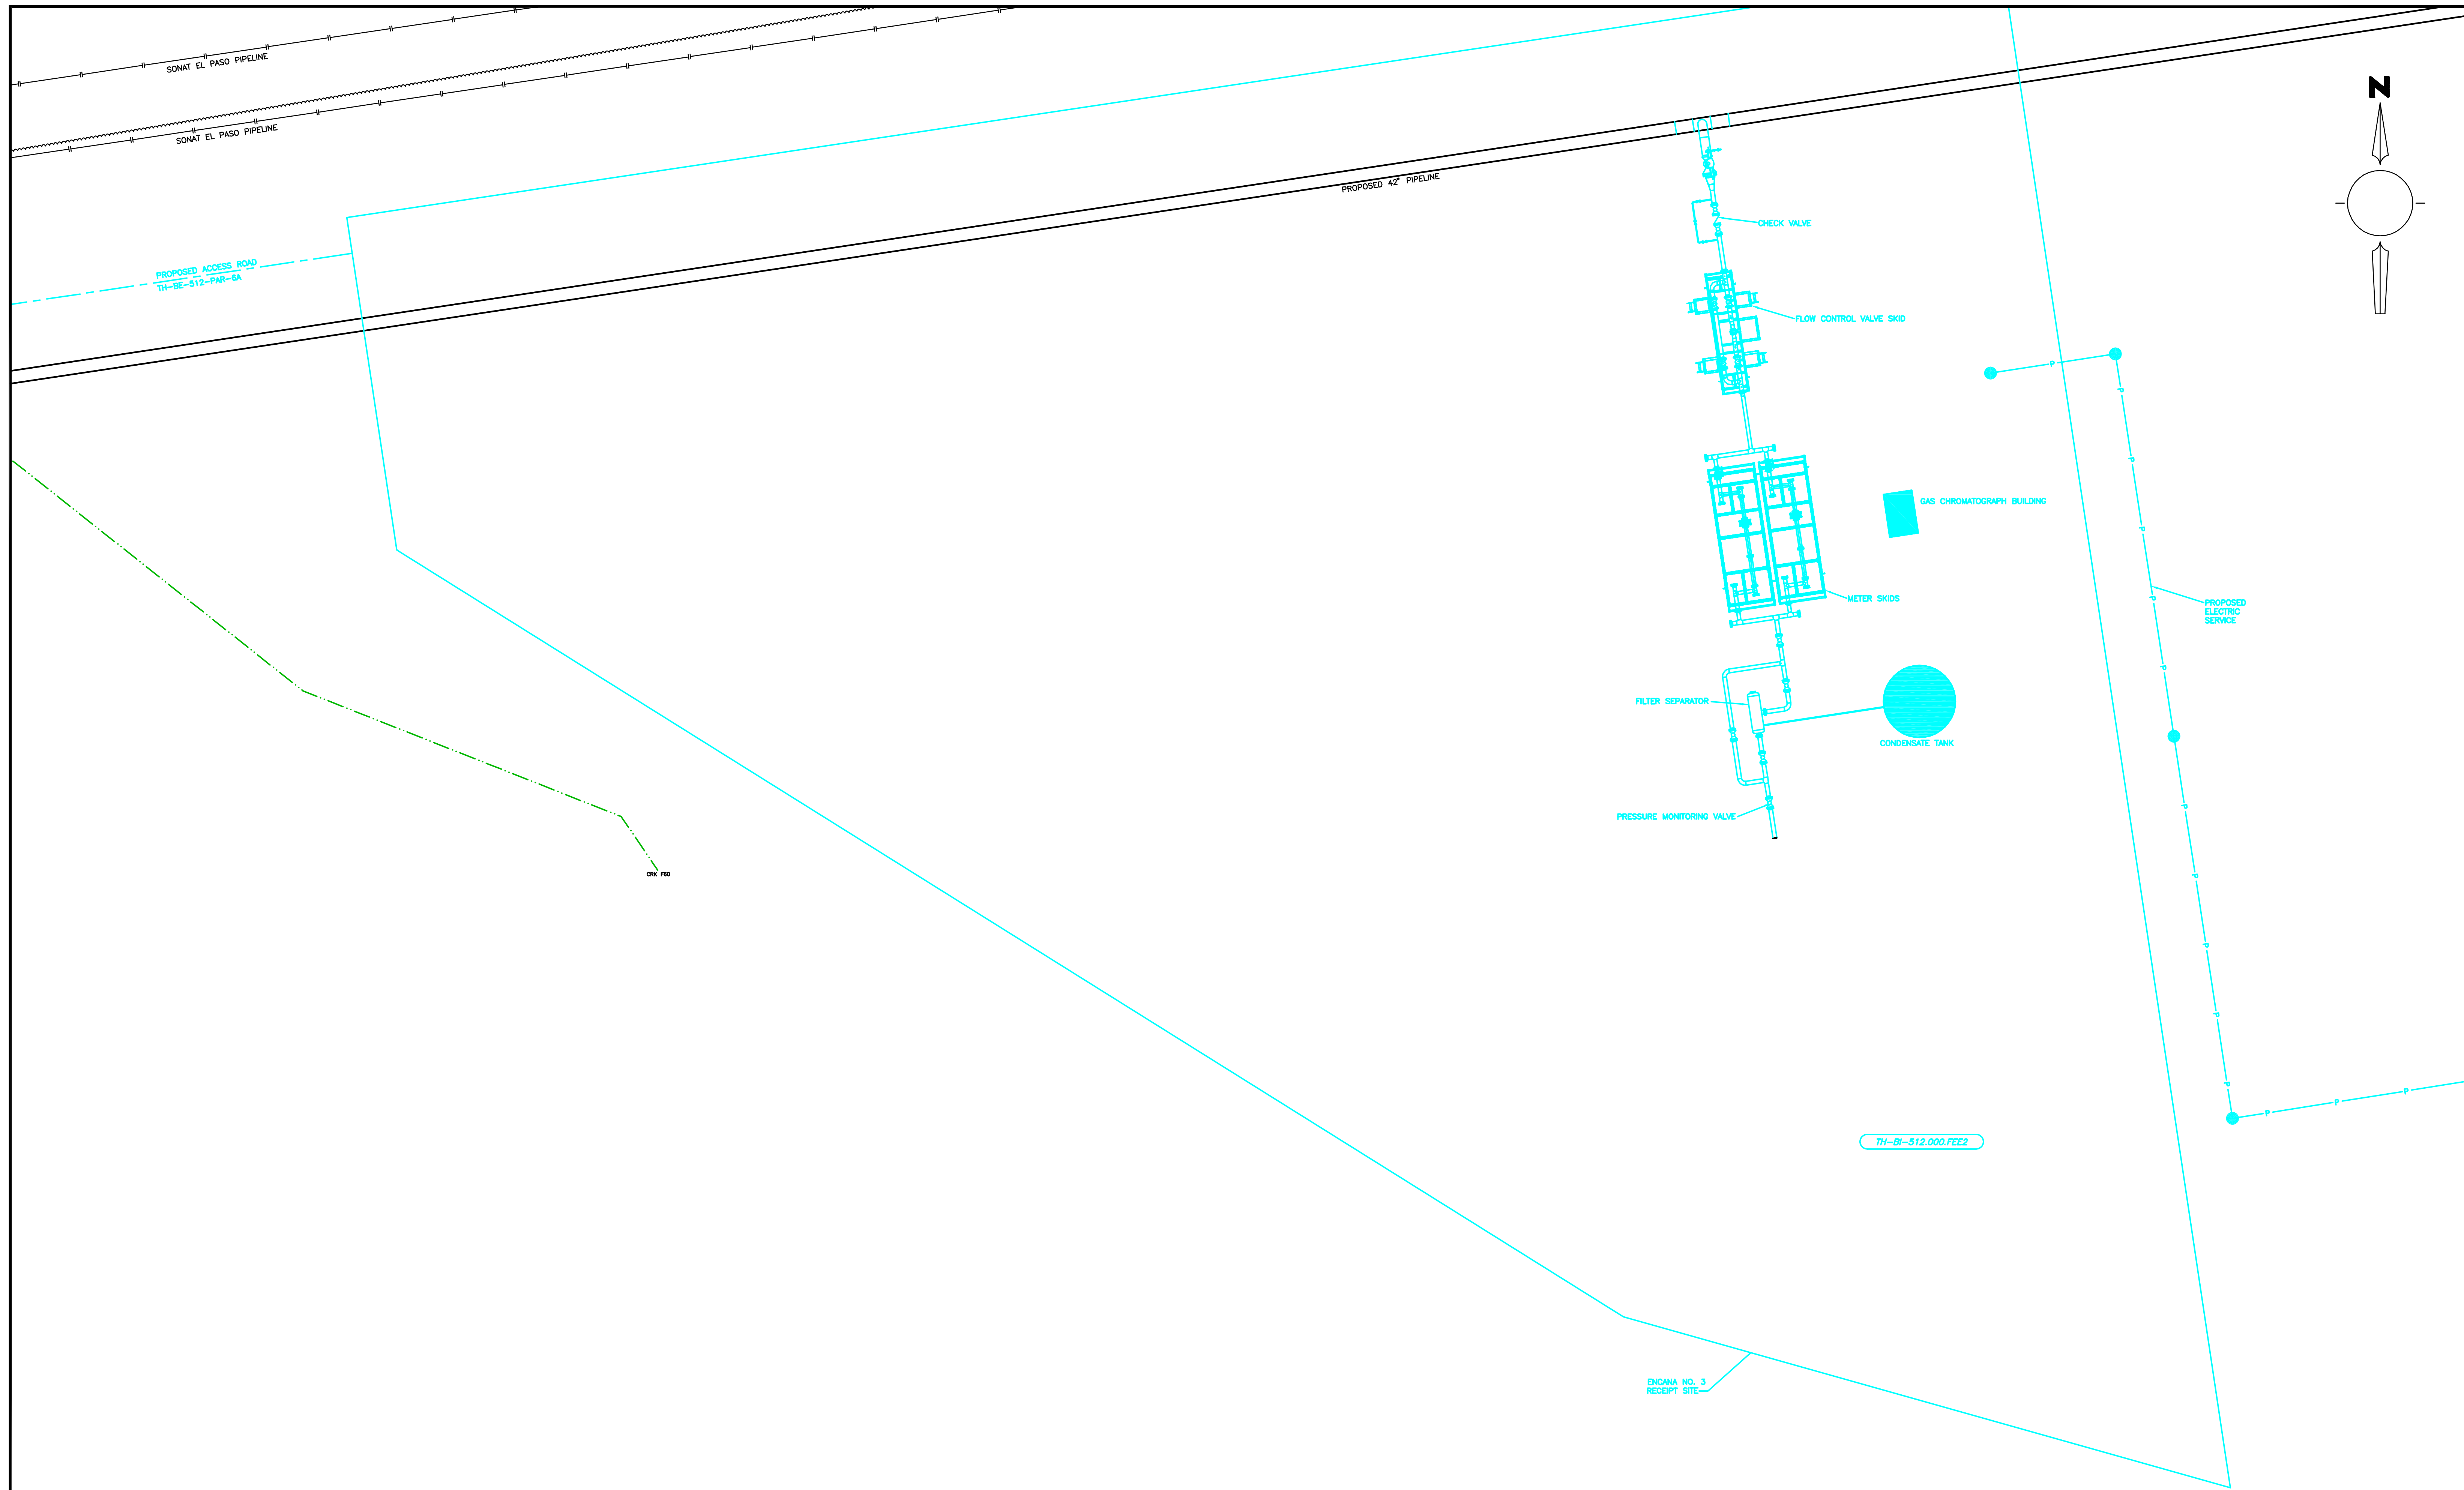 SONAT EL PASO PIPELINE
SONAT EL PASO PIPELINE
N
PROPOSED 42" PIPELINE
CHECK VALVE
PROPOSED ACCESS ROAD
TH-BE-512-PAR-6A
FLOW CONTROL VALVE SKID
P
P
P
GAS CHROMATOGRAPH BUILDING
P
METER SKIDS
P
PROPOSED
ELECTRIC
SERVICE
P
FILTER SEPARATOR
CONDENSATE TANK
P
PRESSURE MONITORING VALVE
CRK F60
P
P
P
P
P
P
P
TH-BI-512.000.FEE2
ENCANA NO. 3
RECEIPT SITE